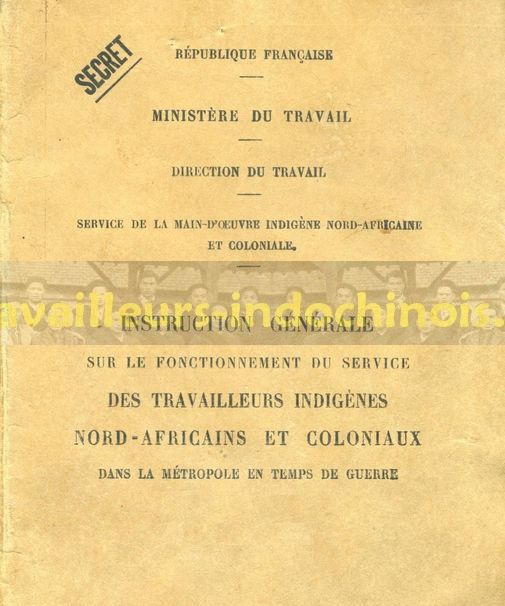 SECRET
RÉPUBLIQUE FRANÇAISE
MINISTÈRE DU TRAVAIL
DIRECTION DU TRAVAIL
SERVICE DE LA MAIN-D'ŒUVRE INDIGÈNE NORD-AFRICAINE
ET COLONIALE.
availleurs-indochinois.
INSTRUCTION GÉNÉRALE
SUR LE FONCTIONNEMENT DU SERVICE
DES TRAVAILLEURS INDIGÈNES
NORD-AFRICAINS ET COLONIAUX
DANS LA MÉTROPOLE EN TEMPS DE GUERRE